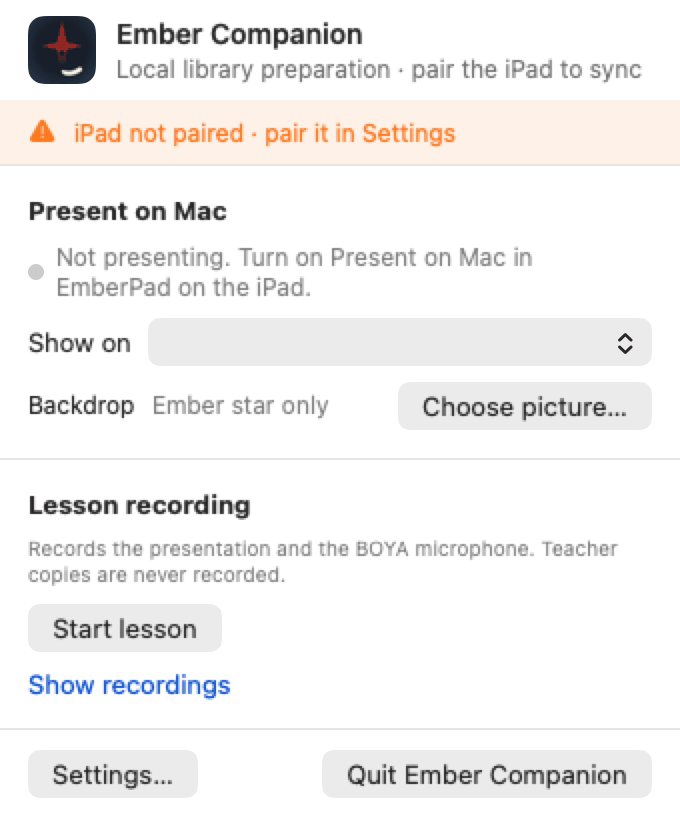 Ember Companion
Local library preparation · pair the iPad to sync
iPad not paired · pair it in Settings
Present on Mac
Not presenting. Turn on Present on Mac in
EmberPad on the iPad.
Show on
Backdrop Ember star only Choose picture...
Lesson recording
Records the presentation and the BOYA microphone. Teacher
copies are never recorded.
Start lesson
Show recordings
Settings... Quit Ember Companion